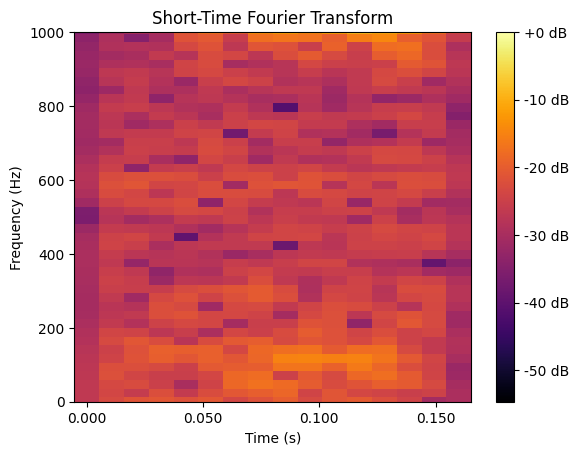 Short-Time Fourier Transform
1000
800
600
400
200
0
Frequency (Hz)
0.000
0.050
0.100
0.150
Time (s)
+0 dB
-10 dB
-20 dB
-30 dB
-40 dB
-50 dB